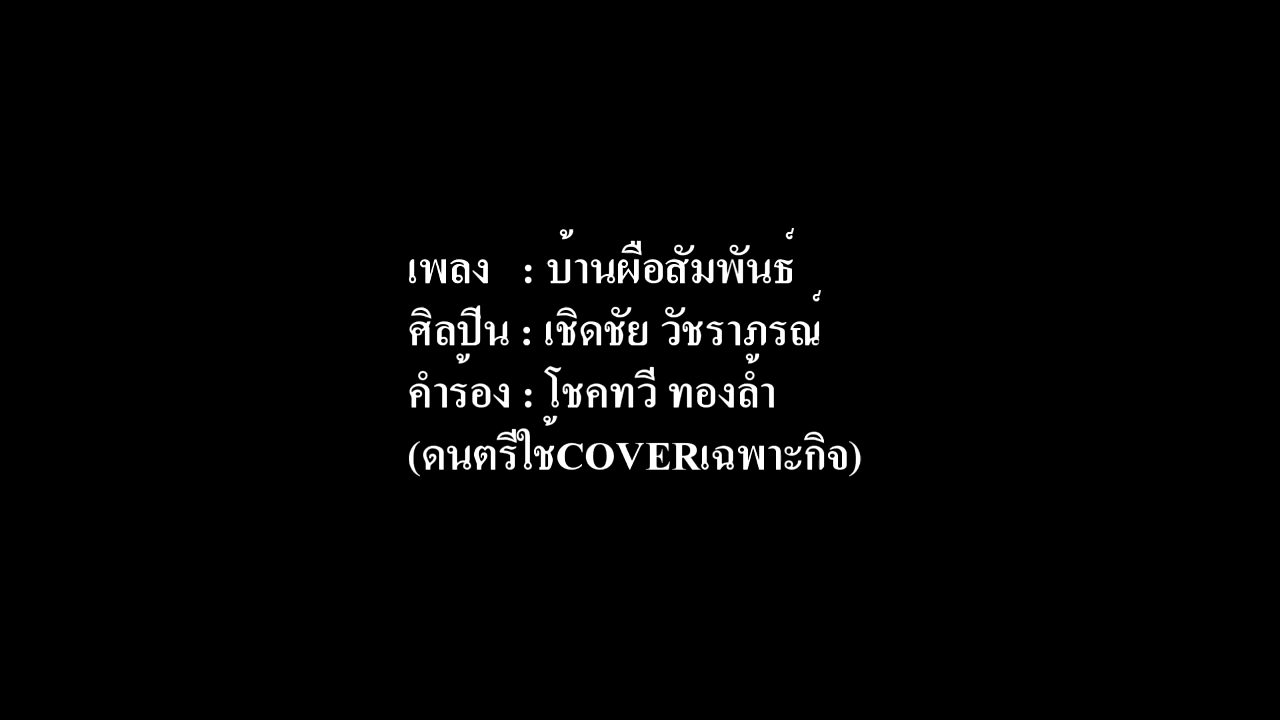 เพลง : บ้านผือสัมพันธ์
ศิลปีน : เชิดชัย วัชราภรณ์
คำร้อง : โชคทวี ทองล้ำ
(ดนตรีใช้COVERเฉพาะกิจ)